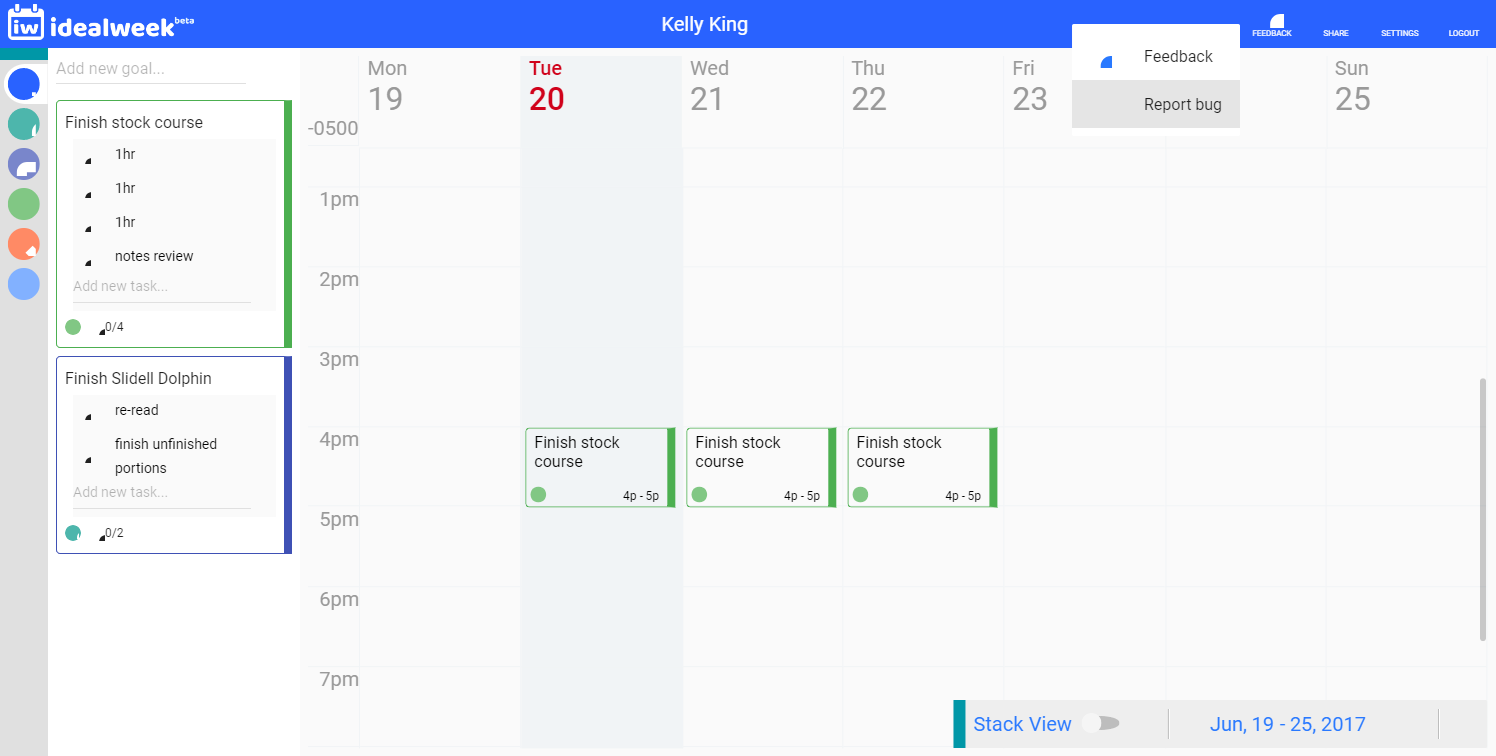 iw idealweek beta
Kelly King
FEEDBACK
SHARE
SETTINGS
LOGOUT
Feedback
Report bug
Add new goal...
Finish stock course
1hr
1hr
1hr
notes review
Add new task...
0/4
Finish Slidell Dolphin
re-read
finish unfinished
portions
Add new task...
0/2
Mon
19
Tue
20
Wed
21
Thu
22
Fri
23
Sun
25
-0500
1pm
2pm
3pm
4pm
5pm
6pm
7pm
Finish stock
course
4p - 5p
Finish stock
course
4p - 5p
Finish stock
course
4p - 5p
Stack View
Jun, 19 - 25, 2017